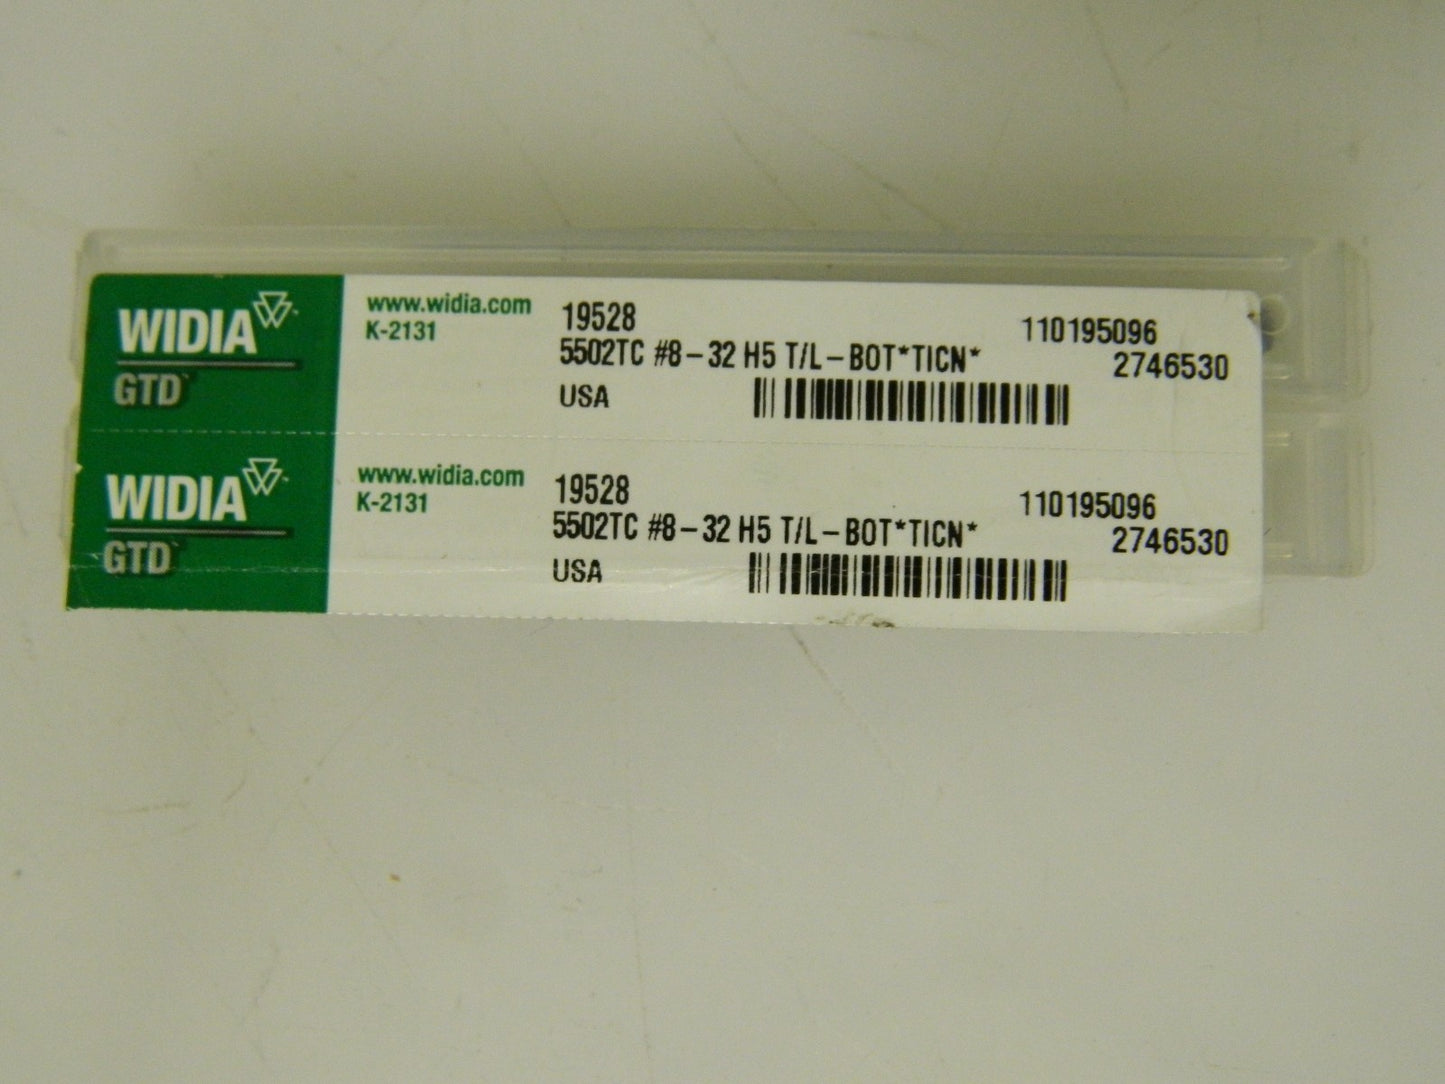 WIDIA
GTD
www.widia.com
K-2131
19528
5502TC #8-32 H5 T/L-BOT*TICN*
USA
110195096
2746530
WIDIA
GTD
www.widia.com
K-2131
19528
5502TC #8-32 H5 T/L-BOT*TICN*
USA
110195096
2746530